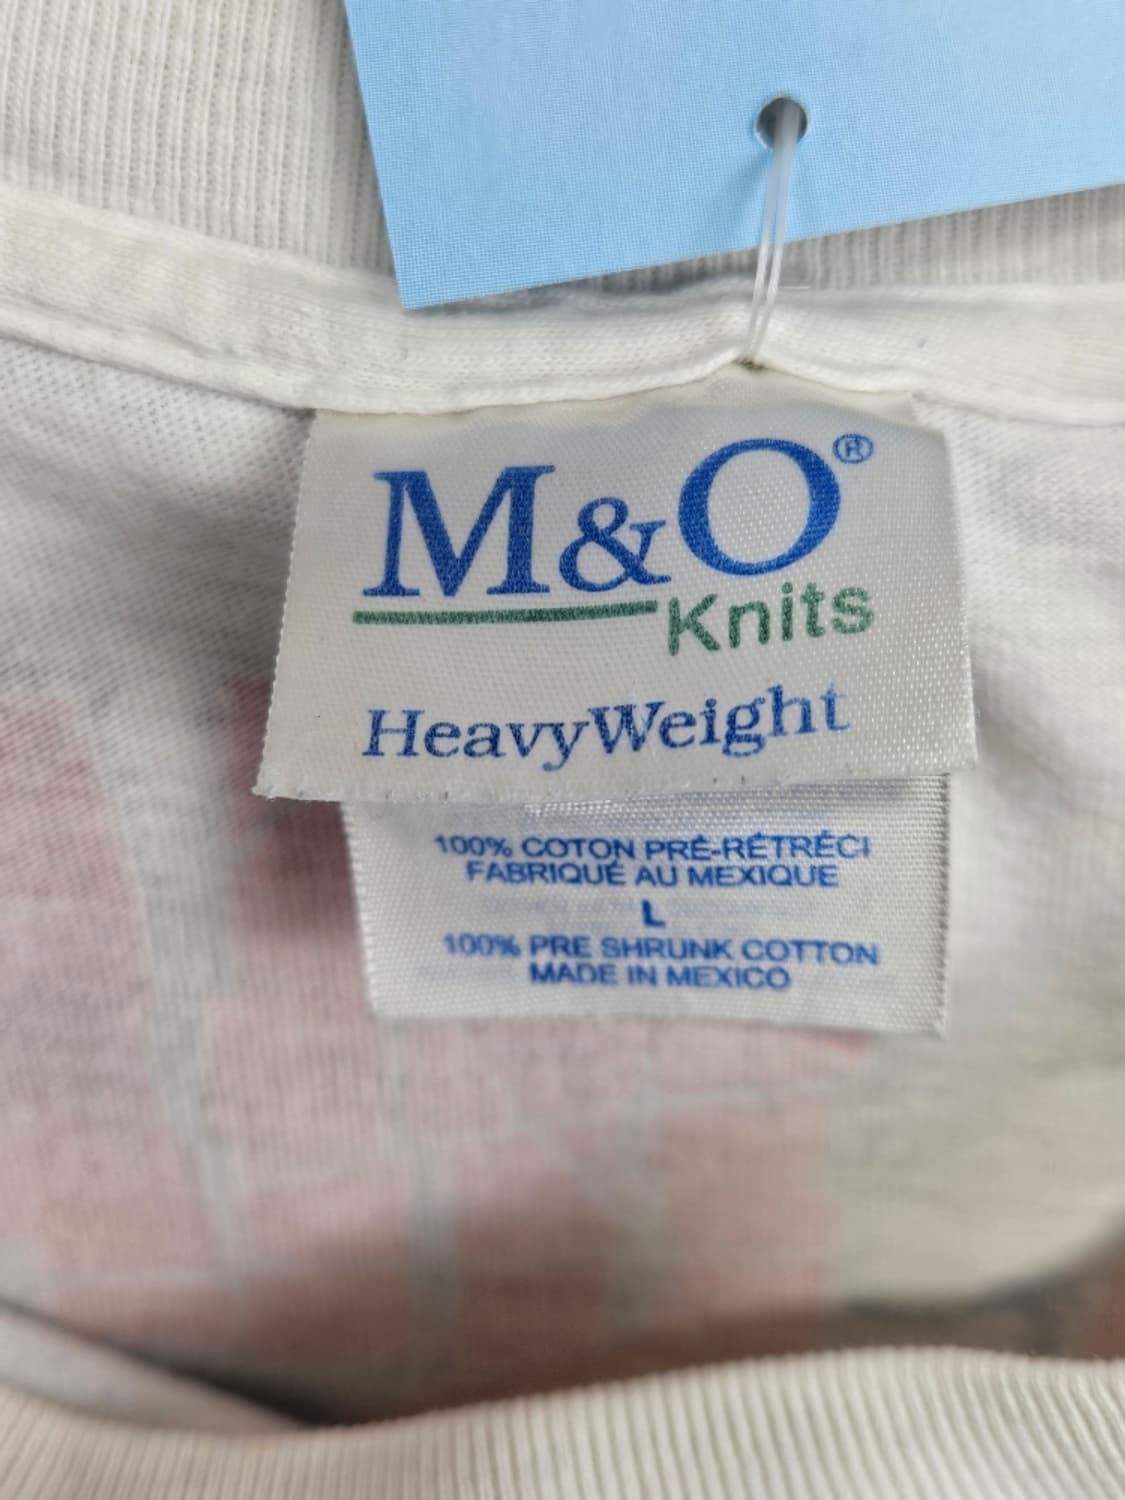 M&O®
Knits
HeavyWeight
100% COTON PRÉ-RÉTRÉCI
FABRIQUÉ AU MEXIQUE
L
100% PRE SHRUNK COTTON
MADE IN MEXICO